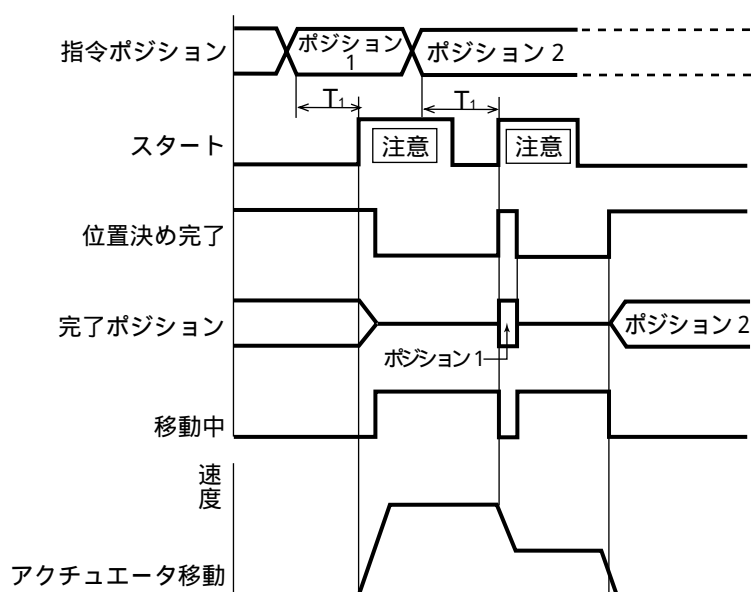 指令ポジション
ポジション
1
ポジション 2
T₁
T₁
スタート
注意
注意
位置決め完了
完了ポジション
ポジション 2
ポジション 1
移動中
速
度
アクチュエータ移動